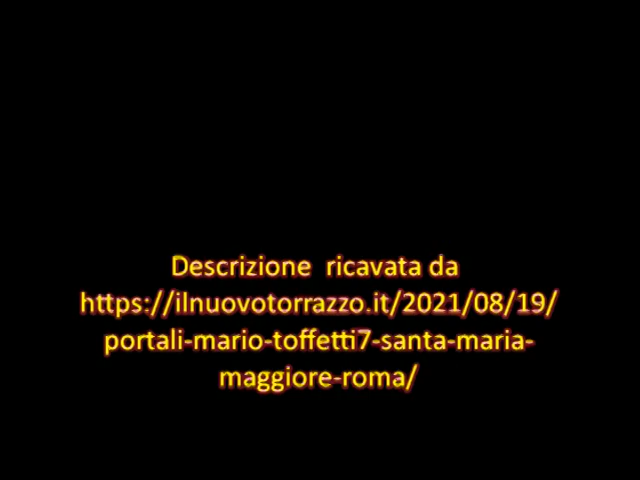 Descrizione  ricavata da
https://ilnuovotorrazzo.it/2021/08/19/
portali-mario-toffetti7-santa-maria-
maggiore-roma/